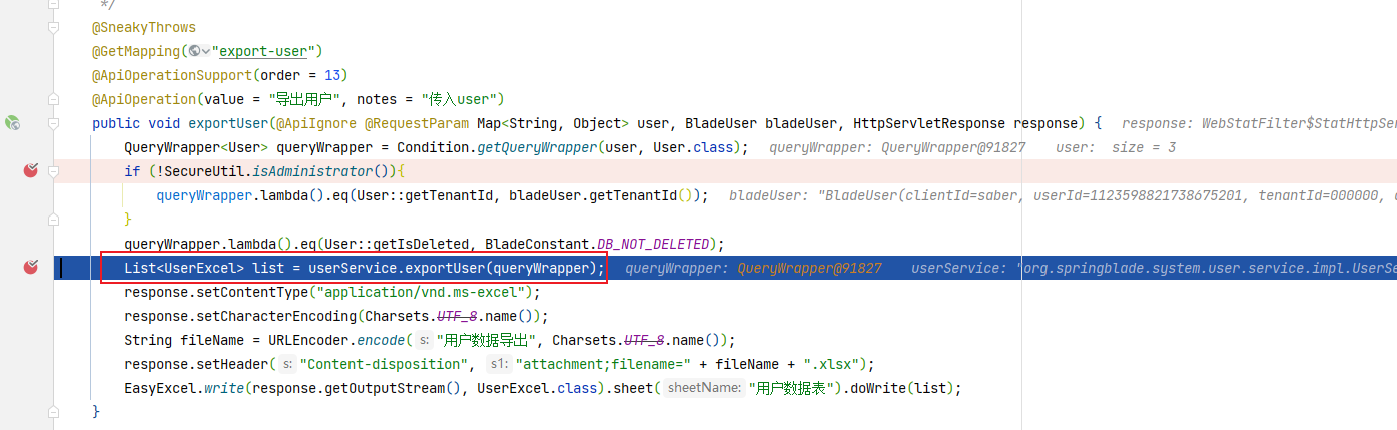 */
@SneakyThrows
@GetMapping("export-user")
@ApiOperationSupport(order = 13)
@ApiOperation(value = "导出用户", notes = "传入user")
public void exportUser(@ApiIgnore @RequestParam Map<String, Object> user, BladeUser bladeUser, HttpServletResponse response) { response: WebStatFilter$StatHttpSer
QueryWrapper<User> queryWrapper = Condition.getQueryWrapper(user, User.class); queryWrapper: QueryWrapper@91827 user: size = 3
if (!SecureUtil.isAdministrator()){
queryWrapper.lambda().eq(User::getTenantId, bladeUser.getTenantId()); bladeUser: "BladeUser(clientId=saber, userId=1123598821738675201, tenantId=000000,
}
queryWrapper.lambda().eq(User::getIsDeleted, BladeConstant.DB_NOT_DELETED);
List<UserExcel> list = userService.exportUser(queryWrapper); queryWrapper: QueryWrapper@91827 userService: "org.springblade.system.user.service.impl.UserSe
response.setContentType("application/vnd.ms-excel");
response.setCharacterEncoding(Charsets.UTF_8.name());
String fileName = URLEncoder.encode( s: "用户数据导出", Charsets.UTF_8.name());
response.setHeader( s: "Content-disposition", s1: "attachment;filename=" + fileName + ".xlsx");
EasyExcel.write(response.getOutputStream(), UserExcel.class).sheet( sheetName: "用户数据表").doWrite(list);
}